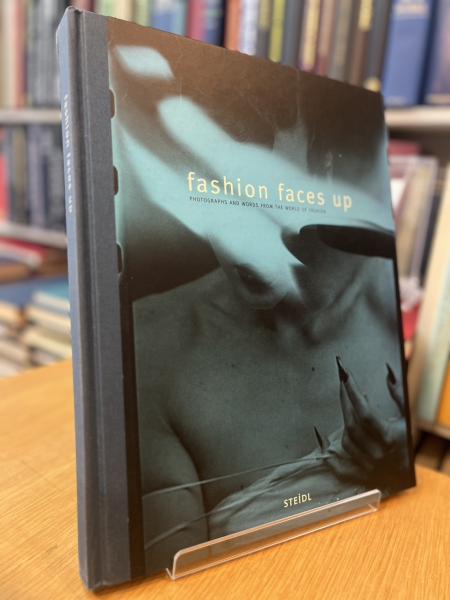 fashion faces up
fashion faces up
PHOTOGRAPHS AND WORDS FROM THE WORLD OF FASHION
STEIDL